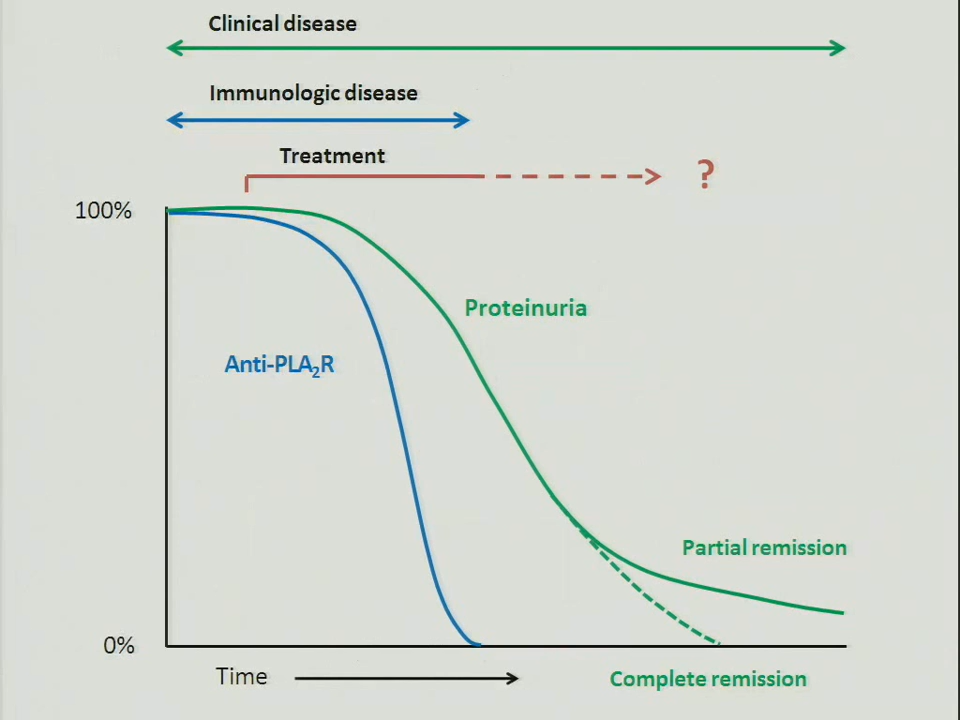 Clinical disease
Immunologic disease
Treatment
?
100%
Proteinuria
Anti-PLA₂R
Partial remission
0%
Time
Complete remission